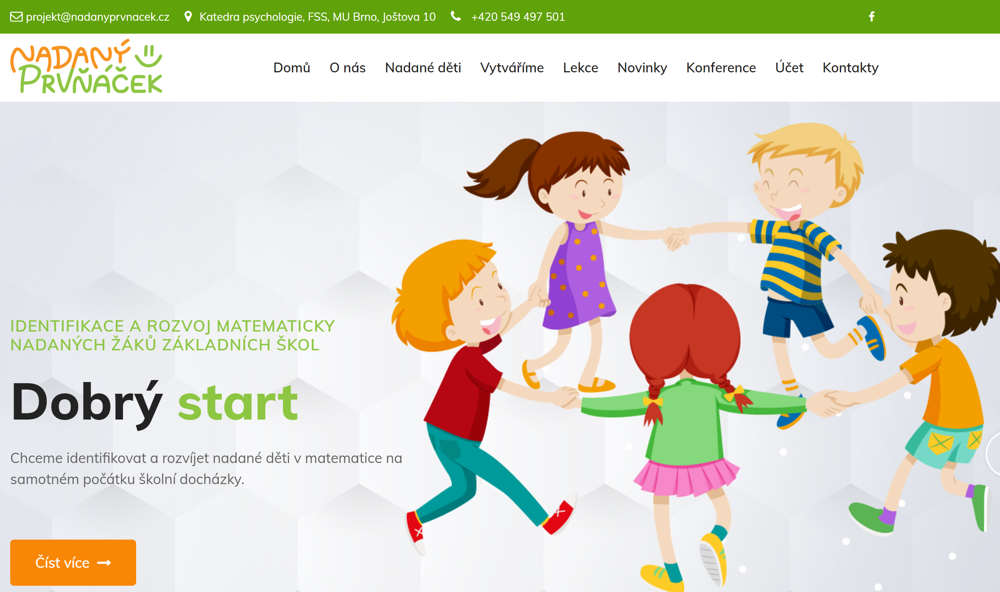 projekt@nadanyprvnacek.cz Katedra psychologie, FSS, MU Brno, Joštova 10 +420 549 497 501
NADANÝ
PRVŇÁČEK
Domů O nás Nadané děti Vytváříme Lekce Novinky Konference Účet Kontakty
IDENTIFIKACE A ROZVOJ MATEMATICKY
NADANÝCH ŽÁKŮ ZÁKLADNÍCH ŠKOL
Dobrý start
Chceme identifikovat a rozvíjet nadané děti v matematice na
samotném počátku školní docházky.
Číst více